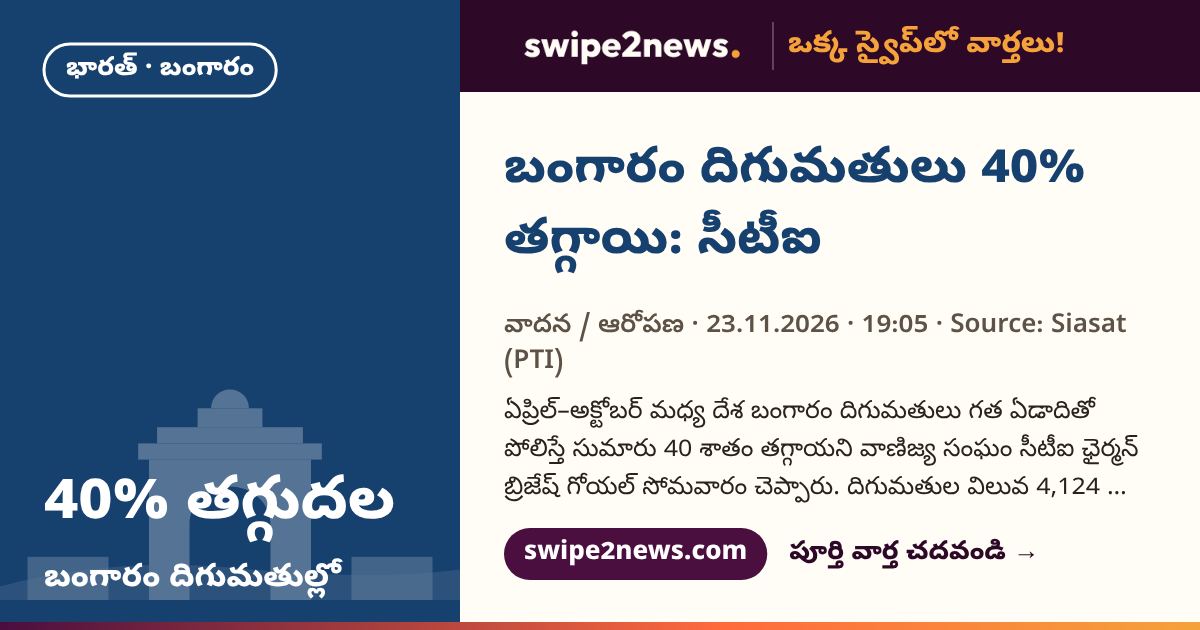 భారత్ · బంగారం
40% తగ్గుదల
బంగారం దిగుమతుల్లో
swipe2news.
ఒక్క స్వైప్‌లో వార్తలు!
బంగారం దిగుమతులు 40%
తగ్గాయి: సీటీఐ
వాదన / ఆరోపణ · 23.11.2026 · 19:05 · Source: Siasat
(PTI)
ఏప్రిల్–అక్టోబర్ మధ్య దేశ బంగారం దిగుమతులు గత ఏడాదితో
పోలిస్తే సుమారు 40 శాతం తగ్గాయని వాణిజ్య సంఘం సీటీఐ ఛైర్మన్
బ్రిజేష్ గోయల్ సోమవారం చెప్పారు. దిగుమతుల విలువ 4,124 ...
swipe2news.com
పూర్తి వార్త చదవండి →